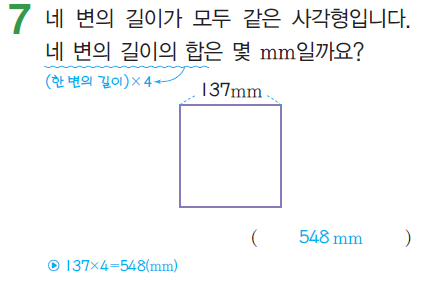 7 네 변의 길이가 모두 같은 사각형입니다.
네 변의 길이의 합은 몇 mm일까요?
(한 변의 길이)×4
137mm
( 548 mm )
▶ 137×4=548(mm)